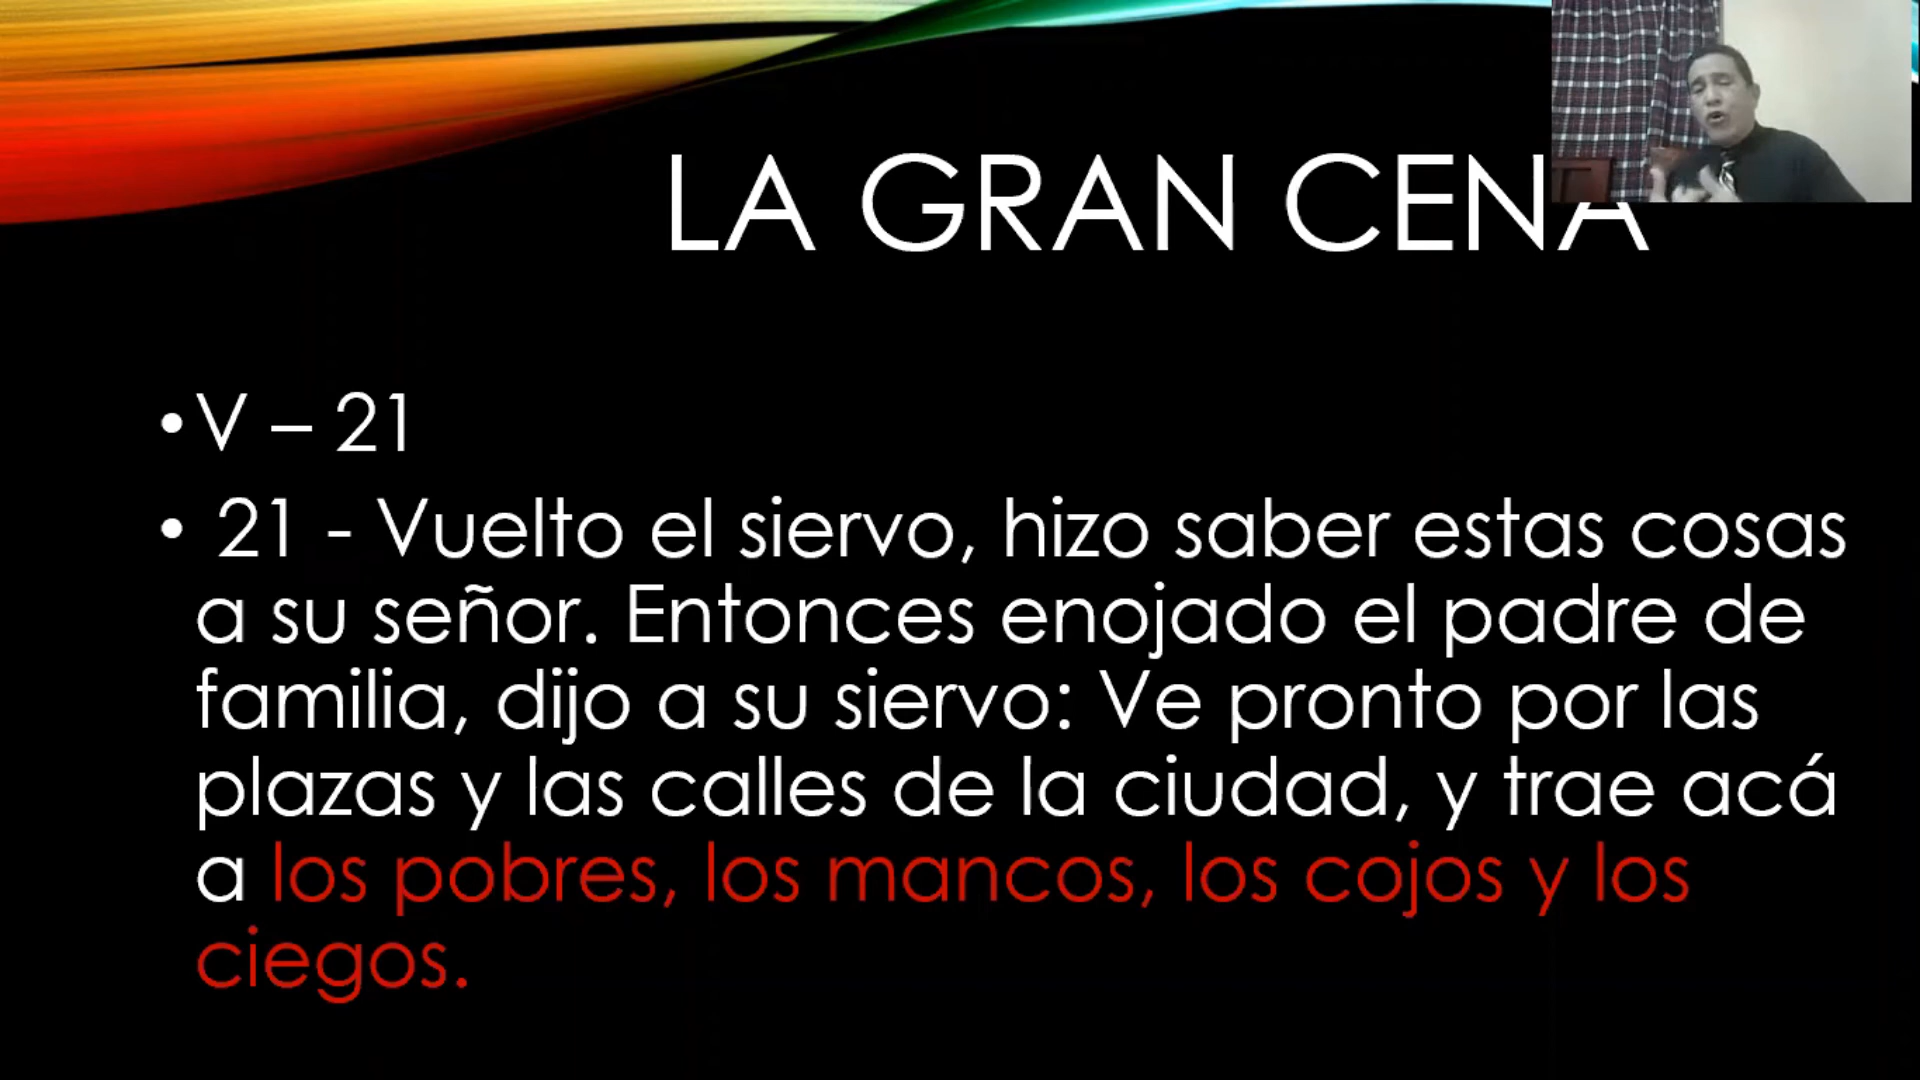 LA GRAN CENA
• V – 21
• 21 - Vuelto el siervo, hizo saber estas cosas
a su señor. Entonces enojado el padre de
familia, dijo a su siervo: Ve pronto por las
plazas y las calles de la ciudad, y trae acá
a los pobres, los mancos, los cojos y los
ciegos.